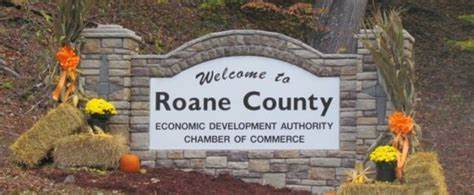 Welcome to
Roane County
ECONOMIC DEVELOPMENT AUTHORITY
CHAMBER OF COMMERCE